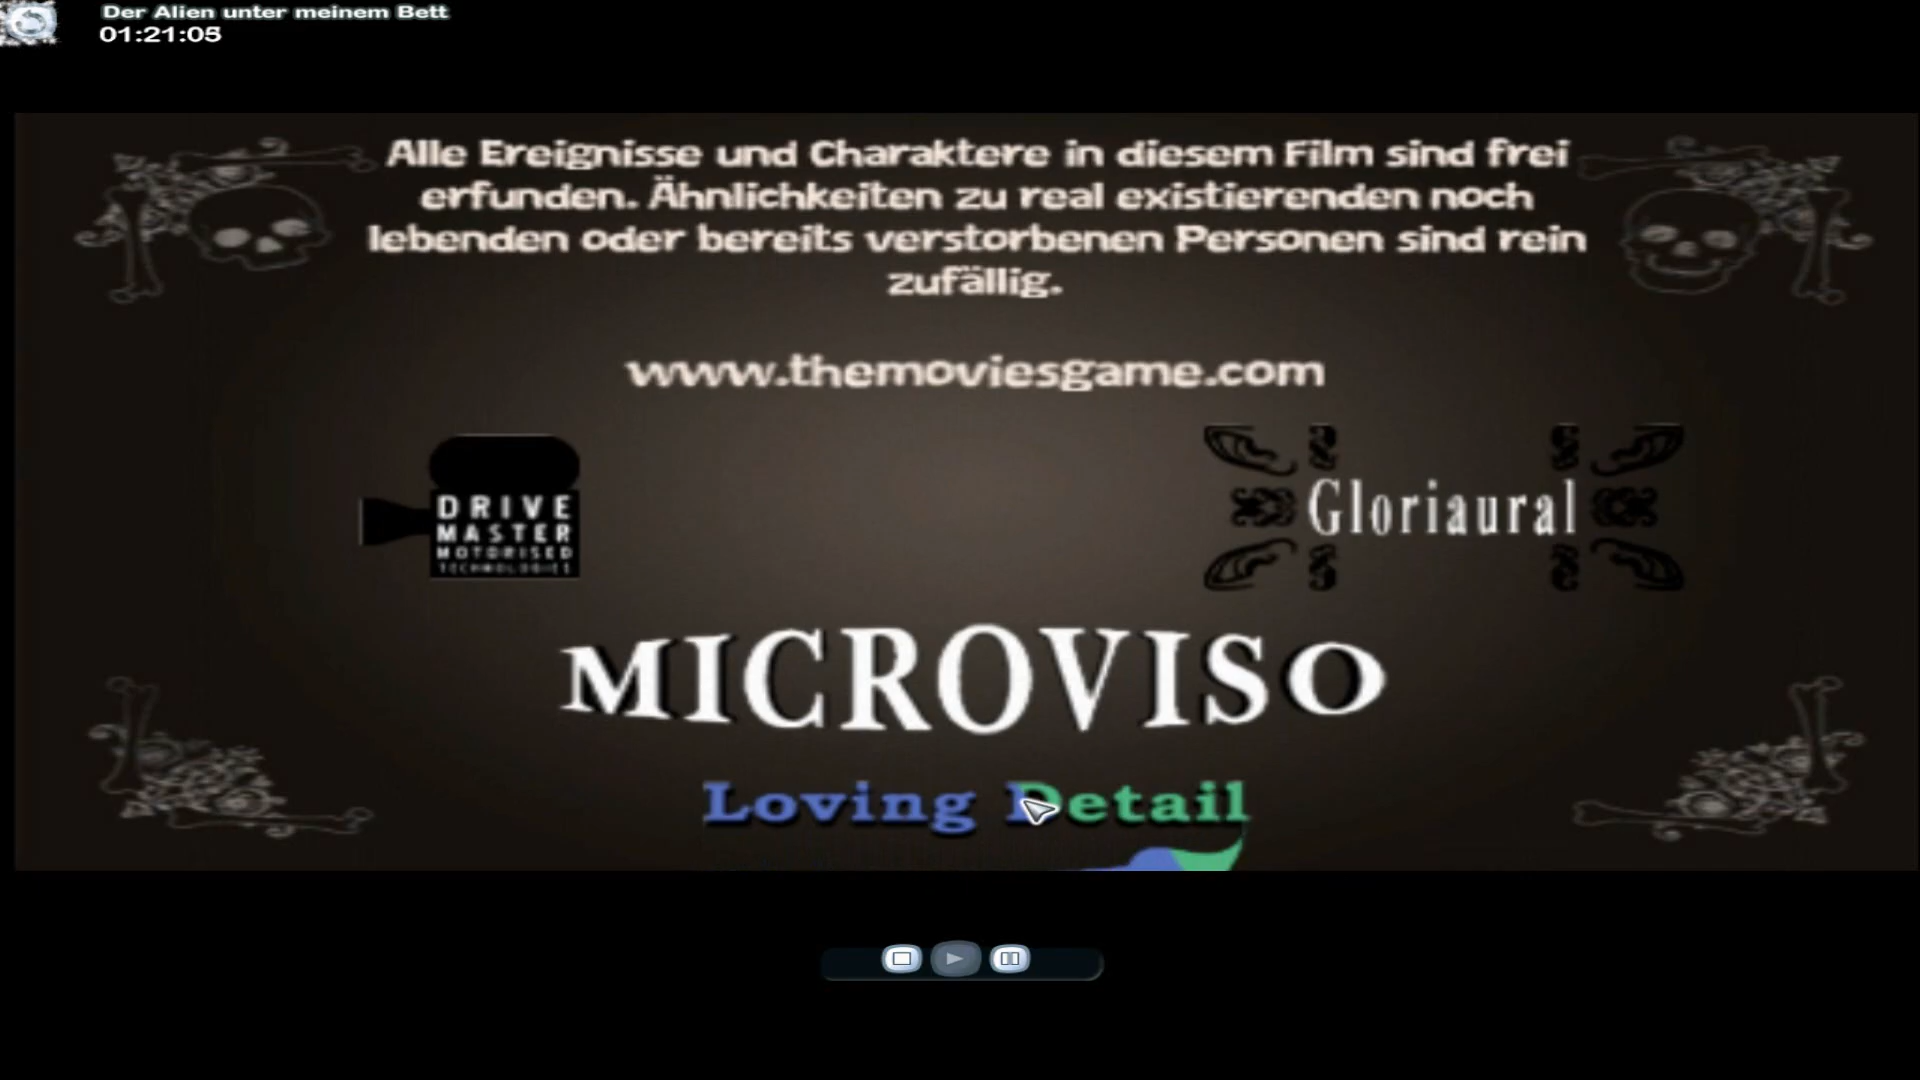 Der Alien unter meinem Bett
01:21:05
Alle Ereignisse und Charaktere in diesem Film sind frei
erfunden. Ähnlichkeiten zu real existierenden noch
lebenden oder bereits verstorbenen Personen sind rein
zufällig.
www.themoviesgame.com
DRIVE
MASTER
MOTORISED
TECHNOLOGIES
Gloriaural
MICROVISO
Loving Detail